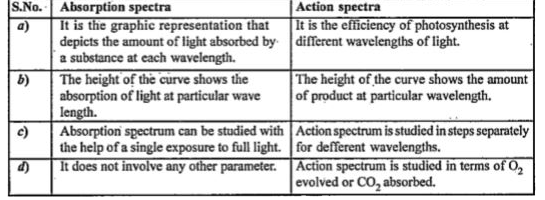 S.No. Absorption spectra Action spectra
a) It is the graphic representation that It is the efficiency of photosynthesis at
depicts the amount of light absorbed by different wavelengths of light.
a substance at each wavelength.
b) The height of the curve shows the The height of the curve shows the amount
absorption of light at particular wave of product at particular wavelength.
length.
c) Absorption spectrum can be studied with Action spectrum is studied in steps separately
the help of a single exposure to full light. for defferent wavelengths.
d) It does not involve any other parameter. Action spectrum is studied in terms of O₂
evolved or CO₂ absorbed.